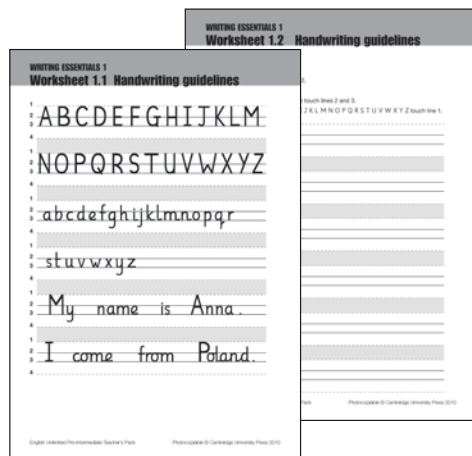 WRITING ESSENTIALS 1
Worksheet 1.2 Handwriting guidelines
2.
touch lines 2 and 3.
J K L M N O P Q R S T U V W X Y Z touch line 1.
Pack
Photocopiable © Cambridge University Press 2010
WRITING ESSENTIALS 1
Worksheet 1.1 Handwriting guidelines
1
2 ABCDEFGHIJKLM
3
4
1
2 NOPQRSTUVWXYZ
3
4
1
2 abcdefghijklmnopqr
3
4
1
2 stuvwxyz
3
4
1
2 My name is Anna.
3
4
1
2 I come from Poland.
3
4
English Unlimited Pre-intermediate Teacher's Pack
Photocopiable © Cambridge University Press 2010